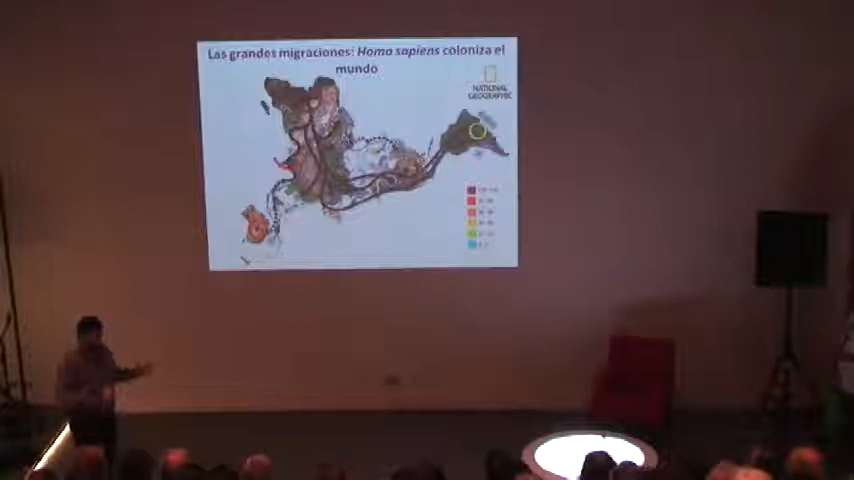 Las grandes migraciones: Homo sapiens coloniza el
mundo
NATIONAL
GEOGRAPHIC